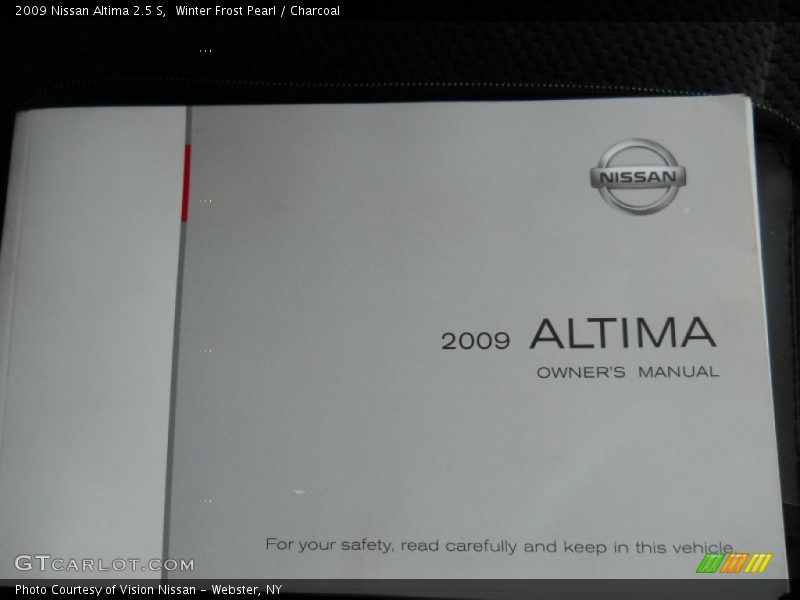 2009 Nissan Altima 2.5 S, Winter Frost Pearl / Charcoal
NISSAN
2009 ALTIMA
OWNER'S MANUAL
For your safety, read carefully and keep in this vehicle.
GTCARLOT.COM
Photo Courtesy of Vision Nissan - Webster, NY